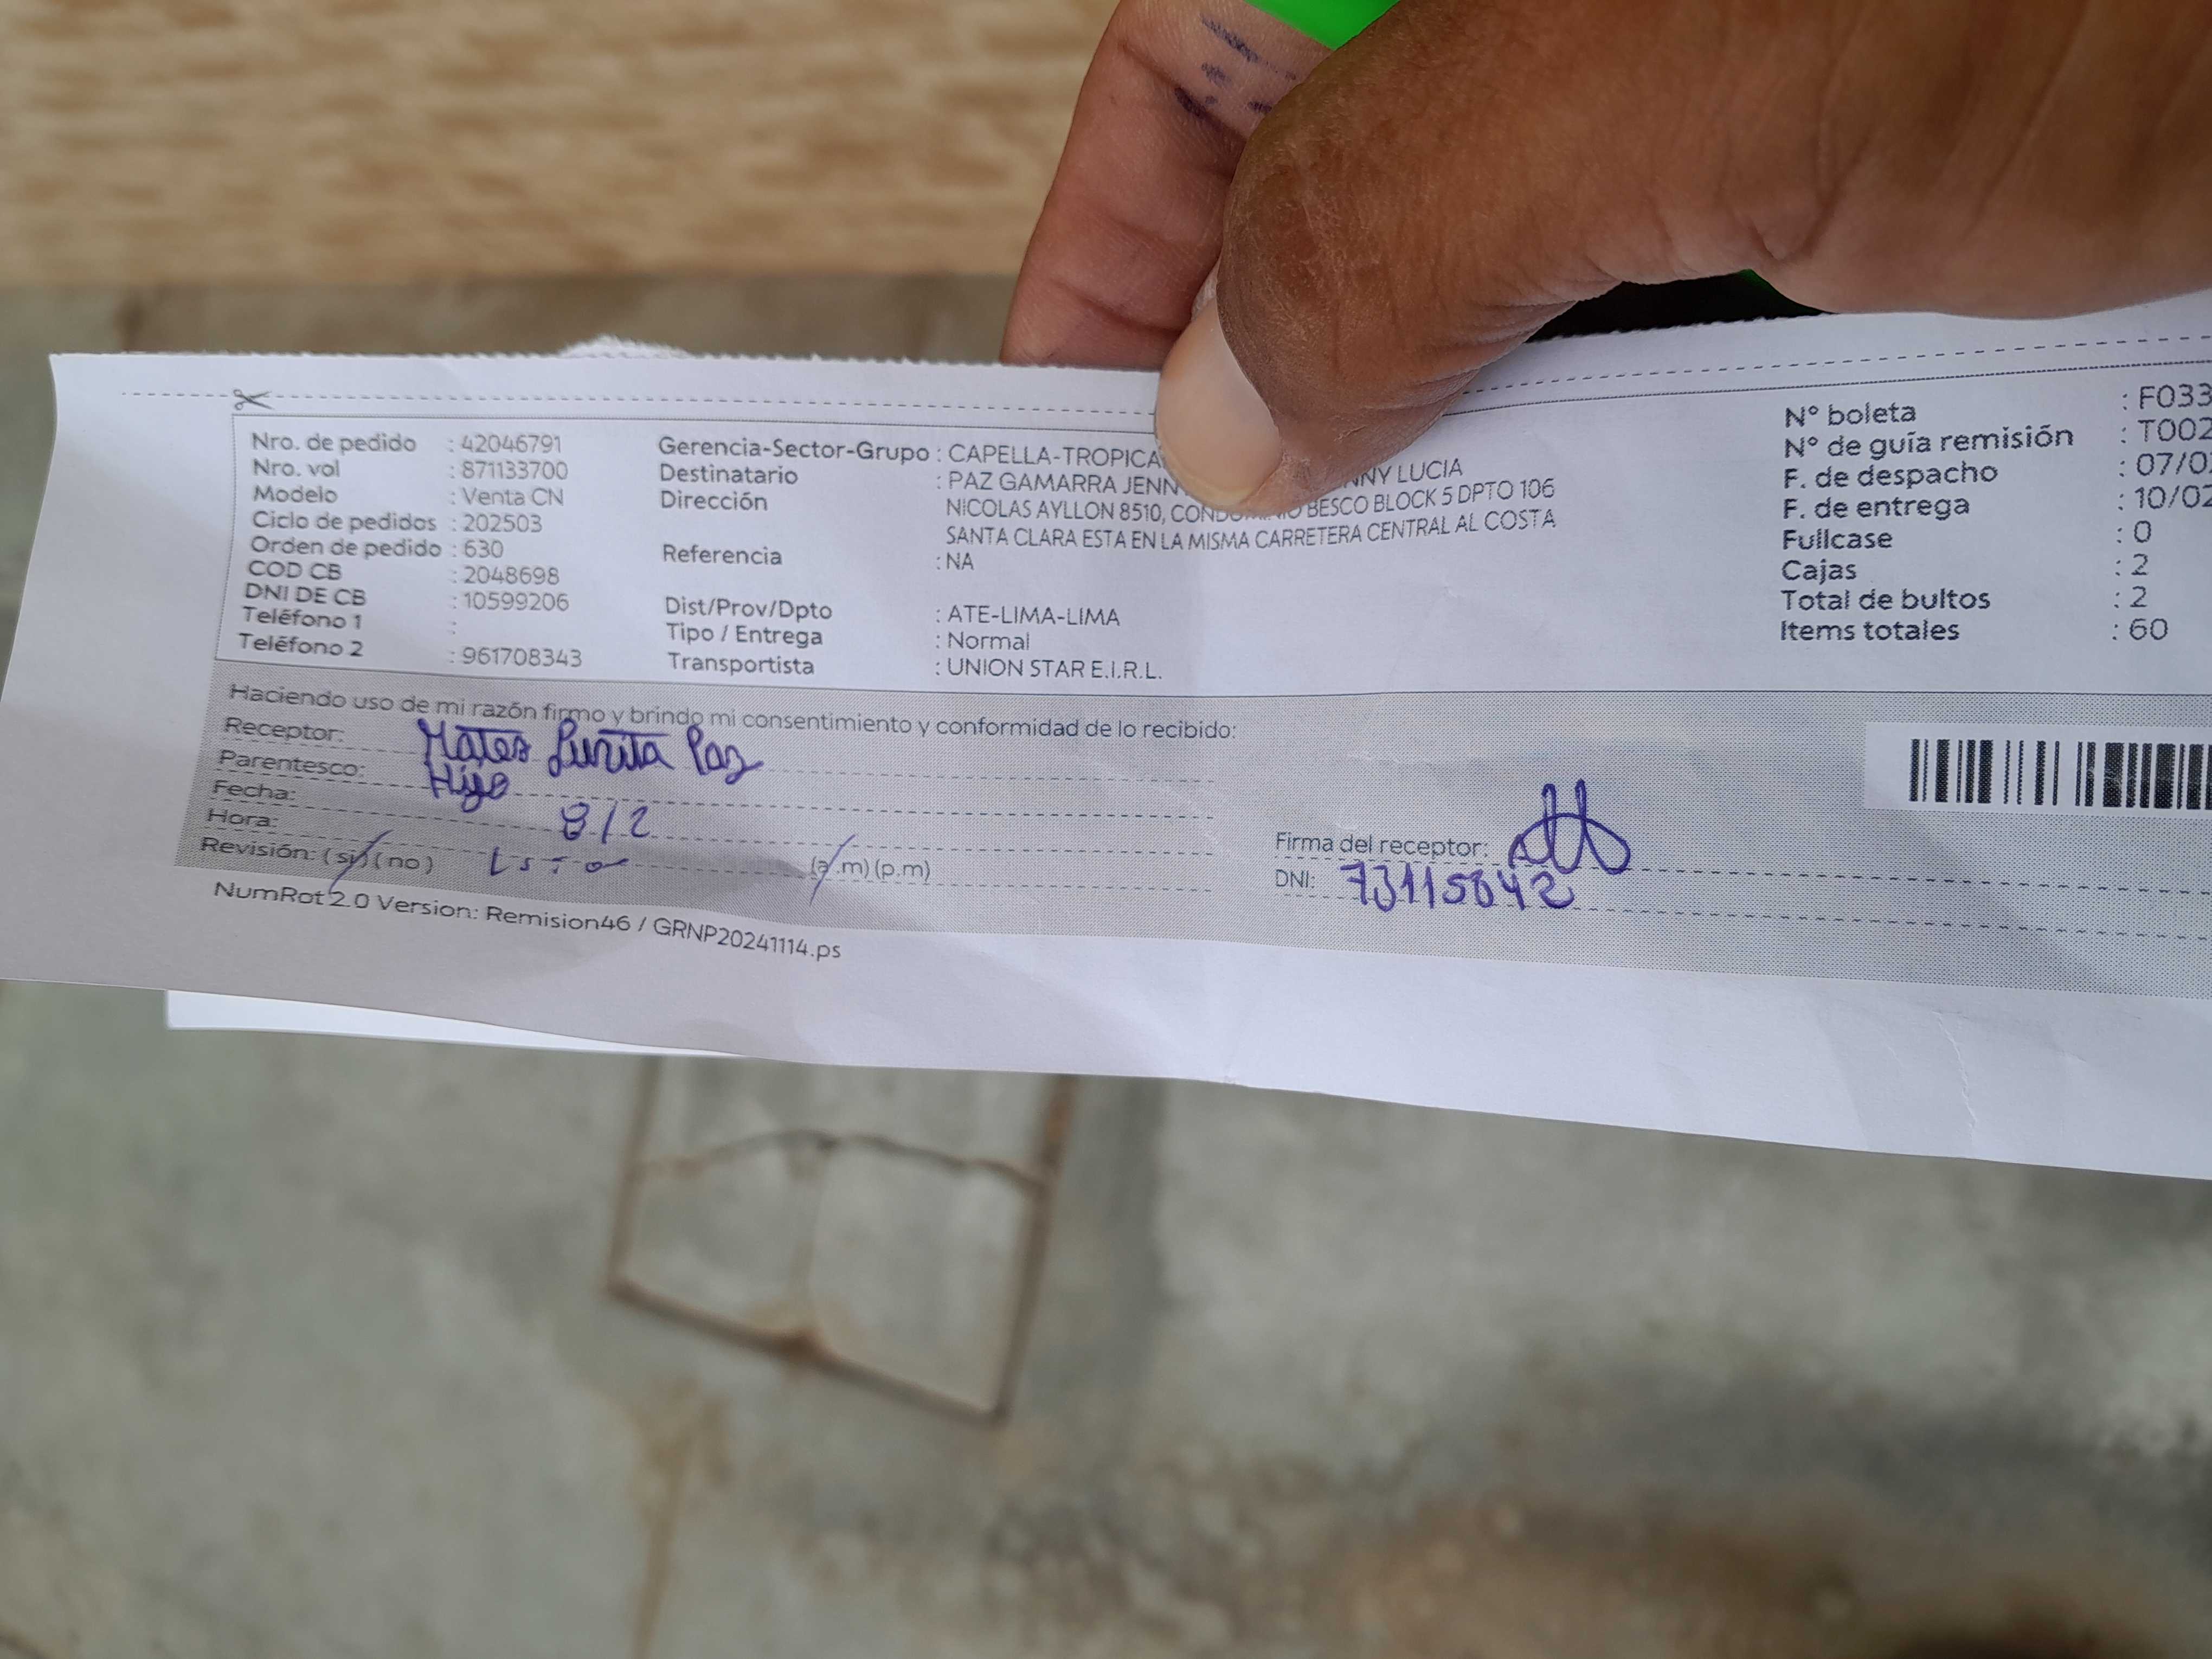 Nro. de pedido : 42046791
Nro. vol : 871133700
Modelo : Venta CN
Ciclo de pedidos : 202503
Orden de pedido : 630
COD CB : 2048698
DNI DE CB : 10599206
Teléfono 1 :
Teléfono 2 : 961708343
Gerencia-Sector-Grupo : CAPELLA-TROPICA NNY LUCIA
Destinatario : PAZ GAMARRA JENN
Dirección : NICOLAS AYLLON 8510, CONDOMINIO BESCO BLOCK 5 DPTO 106
SANTA CLARA ESTA EN LA MISMA CARRETERA CENTRAL AL COSTA
Referencia : NA
Dist/Prov/Dpto : ATE-LIMA-LIMA
Tipo / Entrega : Normal
Transportista : UNION STAR E.I.R.L.
N° boleta : F033
N° de guía remisión : T002
F. de despacho : 07/0
F. de entrega : 10/02
Fullcase : 0
Cajas : 2
Total de bultos : 2
Items totales : 60
Haciendo uso de mi razón firmo y brindo mi consentimiento y conformidad de lo recibido:
Receptor: Paz
Parentesco: Hijo
Fecha: 8/2
Hora: (a.m) (p.m)
Revisión: (si) (no)
Firma del receptor:
DNI: 73115842
NumRot 2.0 Version: Remision46 / GRNP20241114.ps